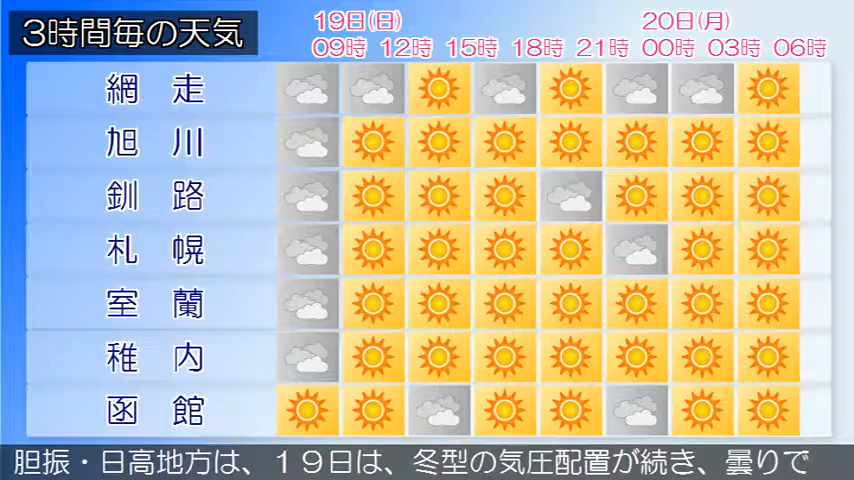 3時間毎の天気
19日(日) 20日(月)
09時 12時 15時 18時 21時 00時 03時 06時
網走
旭川
釧路
札幌
室蘭
稚内
函館
胆振・日高地方は、１９日は、冬型の気圧配置が続き、曇りで